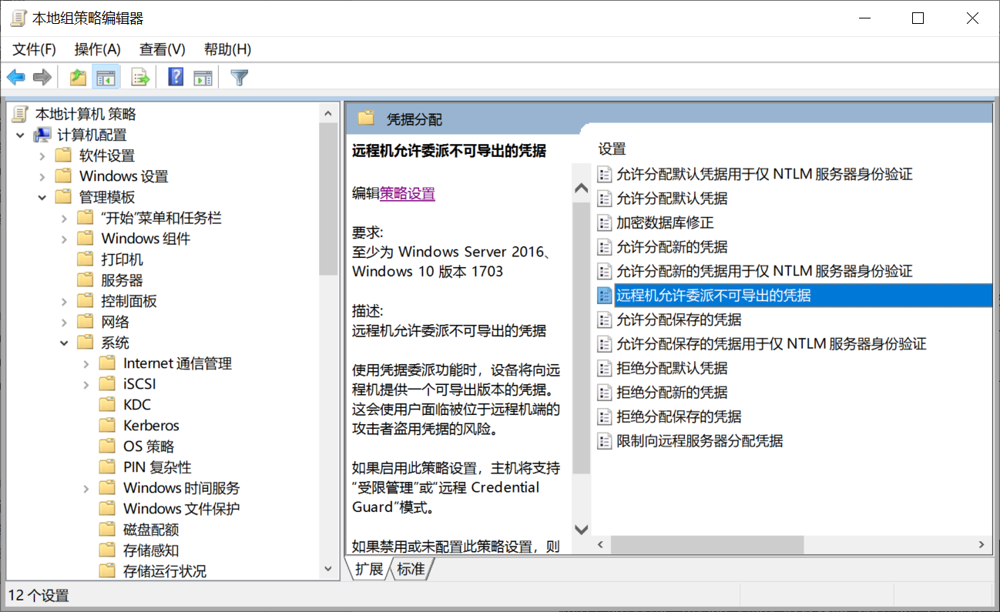 本地组策略编辑器
文件(F) 操作(A) 查看(V) 帮助(H)
本地计算机 策略
计算机配置
软件设置
Windows 设置
管理模板
“开始”菜单和任务栏
Windows 组件
打印机
服务器
控制面板
网络
系统
Internet 通信管理
iSCSI
KDC
Kerberos
OS 策略
PIN 复杂性
Windows 时间服务
Windows 文件保护
磁盘配额
存储感知
存储运行状况
凭据分配
远程机允许委派不可导出的凭据
编辑策略设置
要求:
至少为 Windows Server 2016、
Windows 10 版本 1703
描述:
远程机允许委派不可导出的凭据
使用凭据委派功能时，设备将向远
程机提供一个可导出版本的凭据。
这会使用户面临被位于远程机端的
攻击者盗用凭据的风险。
如果启用此策略设置，主机将支持
“受限管理”或“远程 Credential
Guard”模式。
如果禁用或未配置此策略设置，则
设置
允许分配默认凭据用于仅 NTLM 服务器身份验证
允许分配默认凭据
加密数据库修正
允许分配新的凭据
允许分配新的凭据用于仅 NTLM 服务器身份验证
远程机允许委派不可导出的凭据
允许分配保存的凭据
允许分配保存的凭据用于仅 NTLM 服务器身份验证
拒绝分配默认凭据
拒绝分配新的凭据
拒绝分配保存的凭据
限制向远程服务器分配凭据
扩展 标准
12 个设置